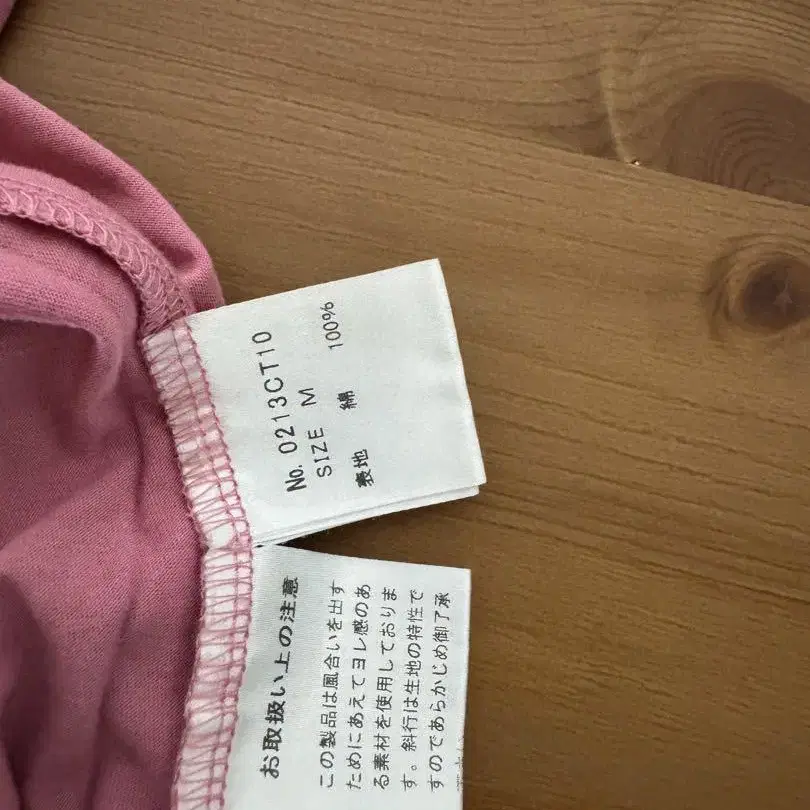 No. 0213CT10
SIZE M
表地 綿 100%
お取扱い上の注意
この製品は風合いを出す
ためにあえてヨレ感のあ
る素材を使用しておりま
す。斜行は生地の特性で
すのであらかじめ御了承